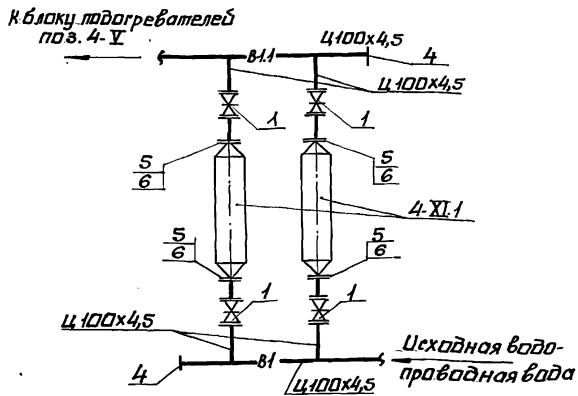 К блоку подогревателей
поз. 4-V
В1.1
Ц100х4,5
4
Ц100х4,5
1
1
5
6
5
6
4-XI.1
5
6
5
6
1
1
Ц100х4,5
4
В1
Ц100х4,5
Исходная водо-
проводная вода